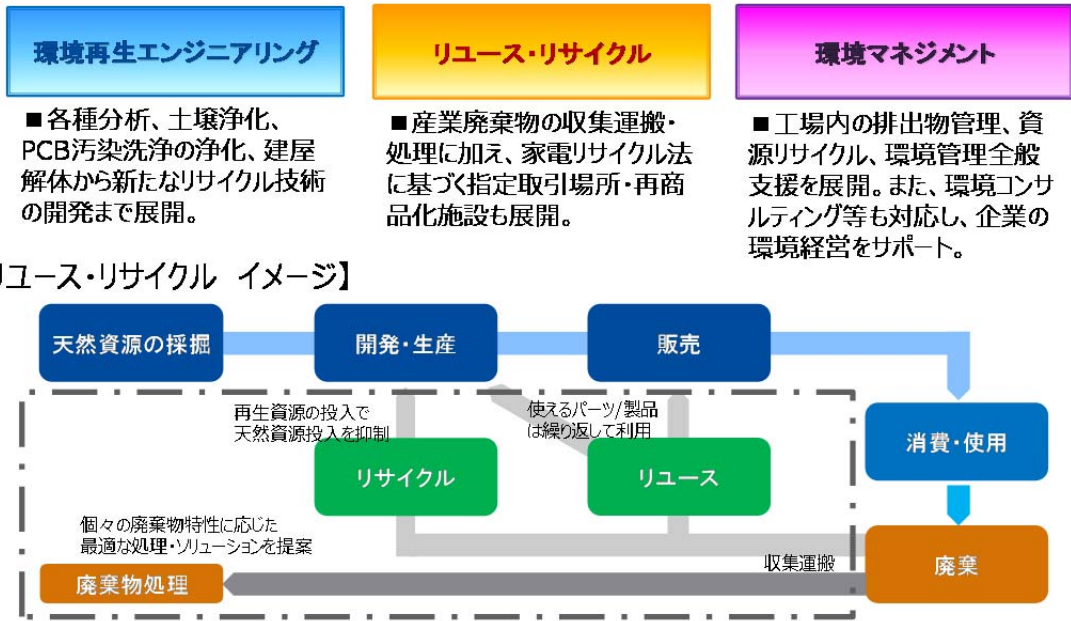 環境再生エンジニアリング
リユース・リサイクル
環境マネジメント
■各種分析、土壌浄化、
PCB汚染洗浄の浄化、建屋
解体から新たなリサイクル技術
の開発まで展開。
■産業廃棄物の収集運搬・
処理に加え、家電リサイクル法
に基づく指定取引場所・再商
品化施設も展開。
■工場内の排出物管理、資
源リサイクル、環境管理全般
支援を展開。また、環境コンサ
ルティング等も対応し、企業の
環境経営をサポート。
リユース・リサイクル イメージ】
天然資源の採掘
開発・生産
販売
再生資源の投入で
天然資源投入を抑制
使えるパーツ/製品
は繰り返して利用
消費・使用
リサイクル
リユース
個々の廃棄物特性に応じた
最適な処理・ソリューションを提案
収集運搬
廃棄
廃棄物処理